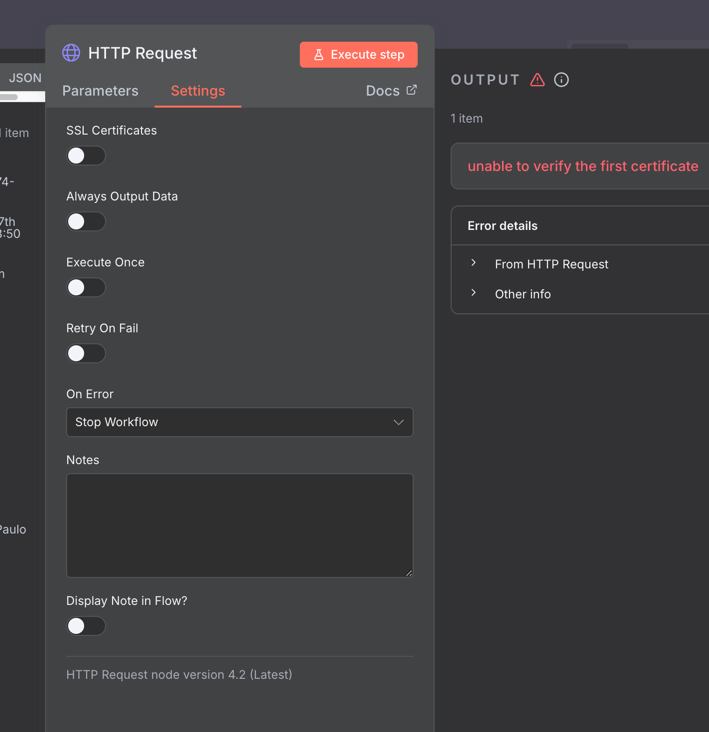 HTTP Request
Execute step
JSON
Parameters
Settings
Docs
OUTPUT
item
1 item
SSL Certificates
unable to verify the first certificate
74-
Always Output Data
7th
:50
Error details
Execute Once
From HTTP Request
Other info
Retry On Fail
On Error
Stop Workflow
Notes
Paulo
Display Note in Flow?
HTTP Request node version 4.2 (Latest)